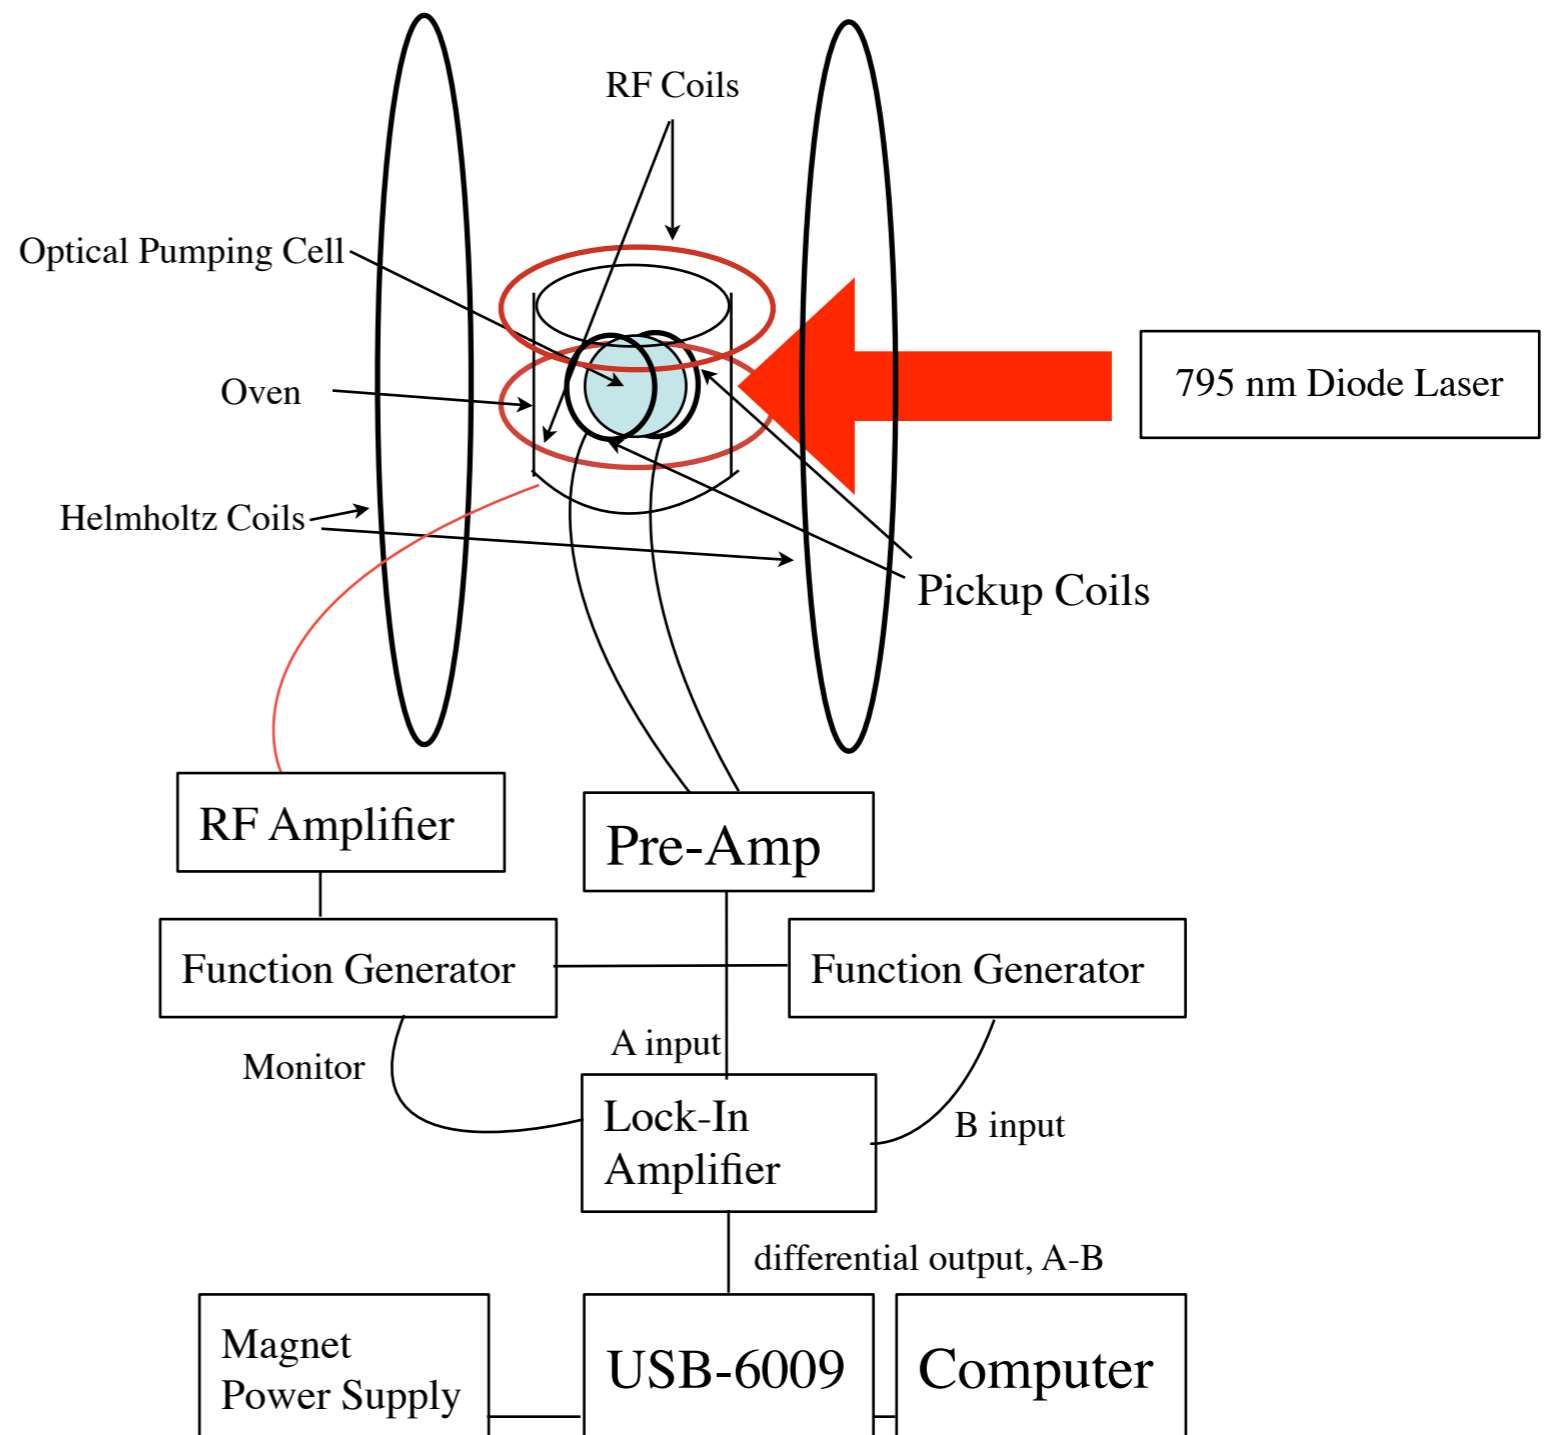 RF Coils
Optical Pumping Cell
795 nm Diode Laser
Oven
Helmholtz Coils
Pickup Coils
RF Amplifier
Pre-Amp
Function Generator
Function Generator
A input
Monitor
Lock-In
Amplifier
B input
differential output, A-B
Magnet
Power Supply
USB-6009
Computer